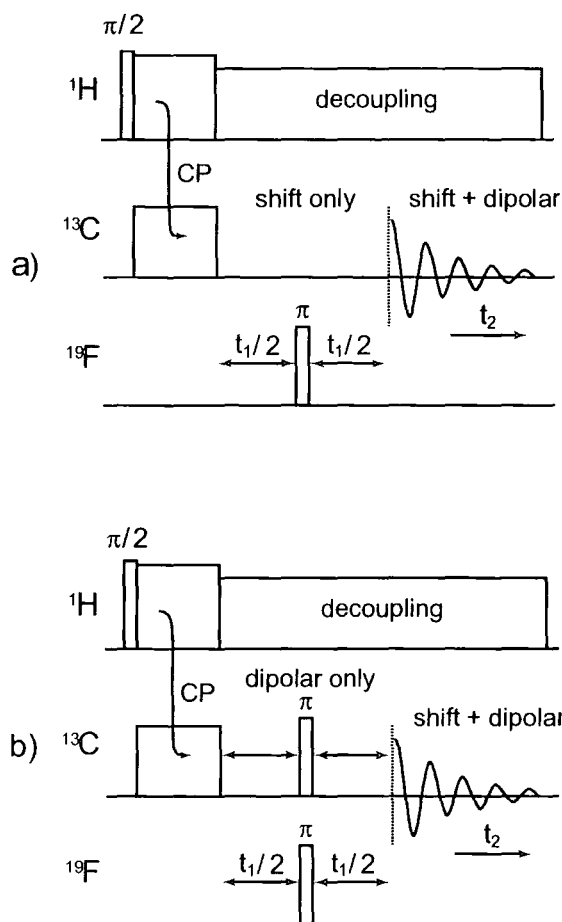 π/2
¹H
decoupling
CP
shift only
shift + dipolar
¹³C
a)
π
t₂
¹⁹F
t₁/2
t₁/2
π/2
¹H
decoupling
CP
dipolar only
π
shift + dipolar
b)
¹³C
π
t₂
¹⁹F
t₁/2
t₁/2